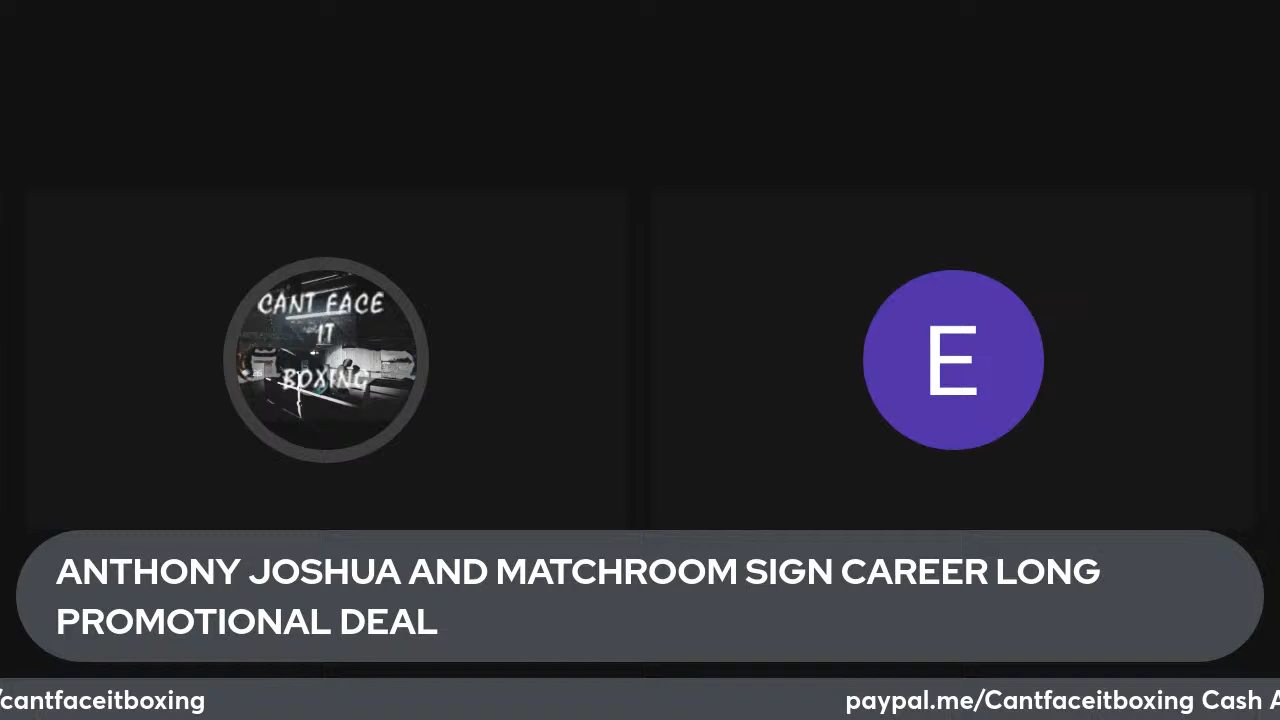 CANT FACE
IT
BOXING
E
ANTHONY JOSHUA AND MATCHROOM SIGN CAREER LONG
PROMOTIONAL DEAL
/cantfaceitboxing paypal.me/Cantfaceitboxing Cash A